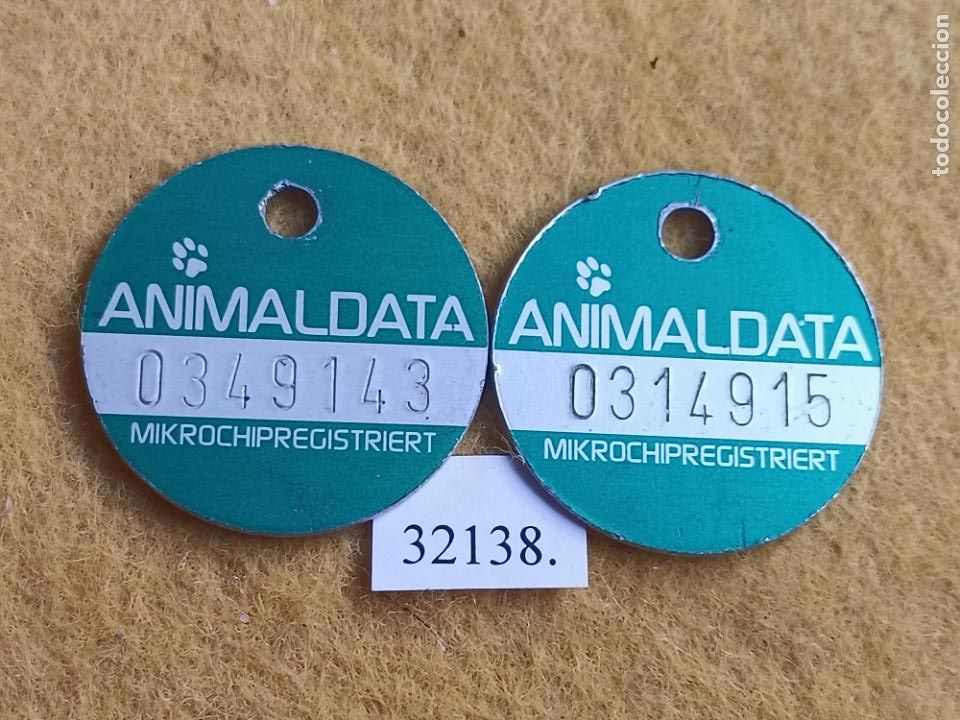 ANIMALDATA
0349143
MIKROCHIPREGISTRIERT
ANIMALDATA
0314915
MIKROCHIPREGISTRIERT
32138.
todocoleccion